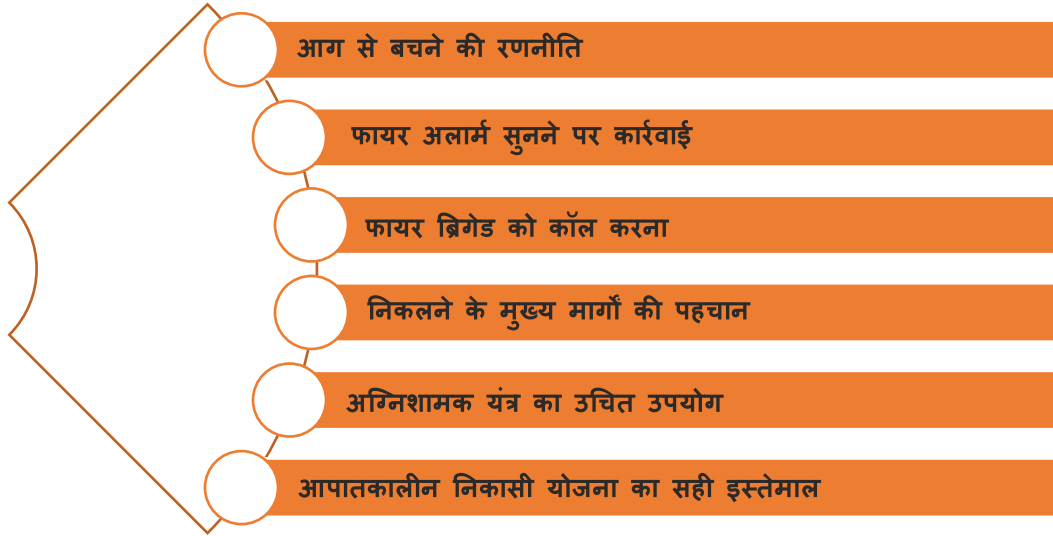 आग से बचने की रणनीति
फायर अलार्म सुनने पर कार्रवाई
फायर ब्रिगेड को कॉल करना
निकलने के मुख्य मार्गों की पहचान
अग्निशामक यंत्र का उचित उपयोग
आपातकालीन निकासी योजना का सही इस्तेमाल